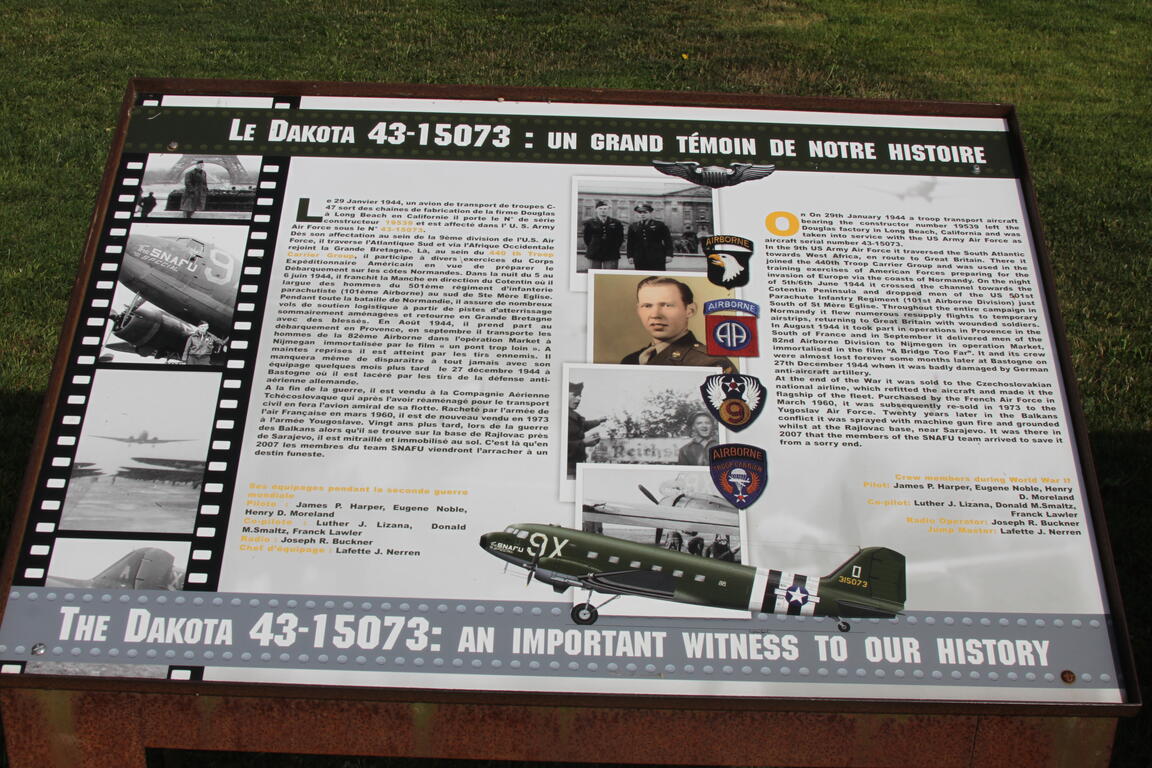 LE DAKOTA 43-15073 : UN GRAND TÉMOIN DE NOTRE HISTOIRE
Le 29 Janvier 1944, un avion de transport de troupes C-
47 sort des chaines de fabrication de la firme Douglas
à Long Beach en Californie il porte le N° de série
constructeur 19539 et est affecté dans l' U. S. Army
Air Force sous le N° 43-15073.
Dès son affectation au sein de la 9ème division de l'U.S. Air
Force, il traverse l'Atlantique Sud et via l'Afrique Occidentale
rejoint la Grande Bretagne. Là, au sein du 440 th Troop
Carrier Group, il participe à divers exercices du Corps
Expéditionnaire Américain en vue de préparer le
Débarquement sur les côtes Normandes. Dans la nuit du 5 au
6 juin 1944, il franchit la Manche en direction du Cotentin où il
largue des hommes du 501ème régiment d'infanterie
parachutiste (101ème Airborne) au sud de Ste Mère Eglise.
Pendant toute la bataille de Normandie, il assure de nombreux
vols de soutien logistique à partir de pistes d'atterrissage
sommairement aménagées et retourne en Grande Bretagne
avec des blessés. En Août 1944, il prend part au
débarquement en Provence, en septembre il transporte les
hommes de la 82ème Airborne dans l'opération Market à
Nijmegan immortalisée par le film « un pont trop loin ». A
maintes reprises il est atteint par les tirs ennemis. Il
manquera même de disparaître à tout jamais avec son
équipage quelques mois plus tard le 27 décembre 1944 à
Bastogne où il est lacéré par les tirs de la défense anti-
aérienne allemande.
A la fin de la guerre, il est vendu à la Compagnie Aérienne
Tchécoslovaque qui après l'avoir réaménagé pour le transport
civil en fera l'avion amiral de sa flotte. Racheté par l'armée de
l'air Française en mars 1960, il est de nouveau vendu en 1973
à l'armée Yougoslave. Vingt ans plus tard, lors de la guerre
des Balkans alors qu'il se trouve sur la base de Rajlovac près
de Sarajevo, il est mitraillé et immobilisé au sol. C'est là qu'en
2007 les membres du team SNAFU viendront l'arracher à un
destin funeste.
Ses équipages pendant la seconde guerre
mondiale
Pilote : James P. Harper, Eugene Noble,
Henry D. Moreland
Co-pilote : Luther J. Lizana, Donald
M.Smaltz, Franck Lawler
Radio : Joseph R. Buckner
Chef d'équipage : Lafette J. Nerren
SNAFU
AIRBORNE
AIRBORNE
AA
9
AIRBORNE
TROOP CARRIER
Reichs
On On 29th January 1944 a troop transport aircraft
bearing the constructor number 19539 left the
Douglas factory in Long Beach, California and was
taken into service with the US Army Air Force as
aircraft serial number 43-15073.
In the 9th US Army Air Force it traversed the South Atlantic
towards West Africa, en route to Great Britain. There it
joined the 440th Troop Carrier Group and was used in the
training exercises of American Forces preparing for the
invasion of Europe via the coasts of Normandy. On the night
of 5th/6th June 1944 it crossed the channel towards the
Cotentin Peninsula and dropped men of the US 501st
Parachute Infantry Regiment (101st Airborne Division) just
South of St Mère Eglise. Throughout the entire campaign in
Normandy it flew numerous resupply flights to temporary
airstrips, returning to Great Britain with wounded soldiers.
In August 1944 it took part in operations in Provence in the
South of France and in September it delivered men of the
82nd Airborne Division to Nijmegen in operation Market,
immortalised in the film "A Bridge Too Far". It and its crew
were almost lost forever some months later at Bastogne on
27th December 1944 when it was badly damaged by German
anti-aircraft artillery.
At the end of the War it was sold to the Czechoslovakian
national airline, which refitted the aircraft and made it the
flagship of the fleet. Purchased by the French Air Force in
March 1960, it was subsequently re-sold in 1973 to the
Yugoslav Air Force. Twenty years later in the Balkans
conflict it was sprayed with machine gun fire and grounded
whilst at the Rajlovac base, near Sarajevo. It was there in
2007 that the members of the SNAFU team arrived to save it
from a sorry end.
Crew members during World War II
Pilot: James P. Harper, Eugene Noble, Henry
D. Moreland
Co-pilot: Luther J. Lizana, Donald M.Smaltz,
Franck Lawler
Radio Operator: Joseph R. Buckner
Jump Master: Lafette J. Nerren
SNAFU
9X
D
315073
THE DAKOTA 43-15073: AN IMPORTANT WITNESS TO OUR HISTORY